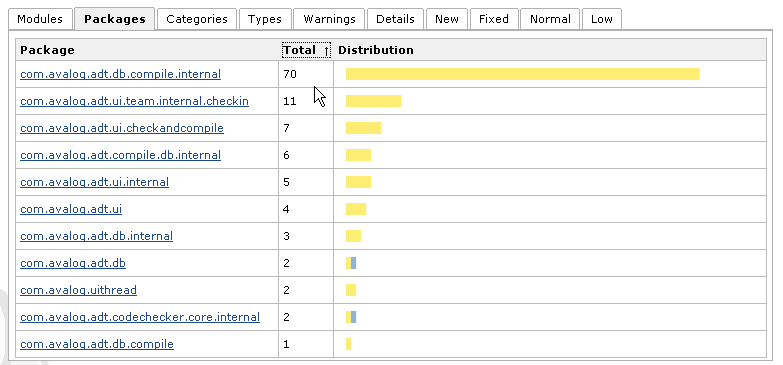 Modules Packages Categories Types Warnings Details New Fixed Normal Low
Package Total ↑ Distribution
com.avaloq.adt.db.compile.internal 70
com.avaloq.adt.ui.team.internal.checkin 11
com.avaloq.adt.ui.checkandcompile 7
com.avaloq.adt.compile.db.internal 6
com.avaloq.adt.ui.internal 5
com.avaloq.adt.ui 4
com.avaloq.adt.db.internal 3
com.avaloq.adt.db 2
com.avaloq.uithread 2
com.avaloq.adt.codechecker.core.internal 2
com.avaloq.adt.db.compile 1